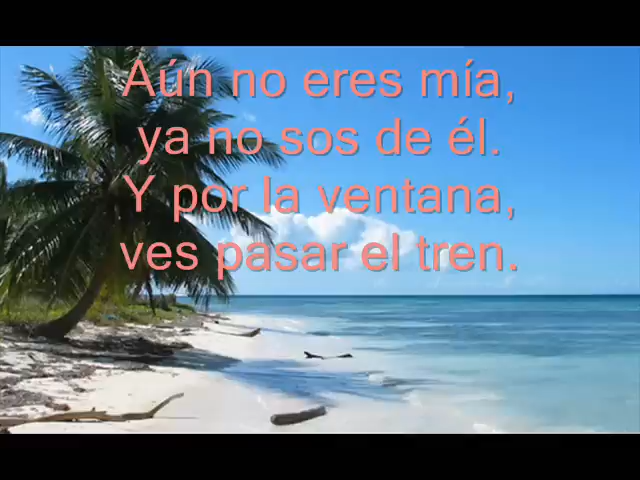 Aún no eres mía,
ya no sos de él.
Y por la ventana,
ves pasar el tren.